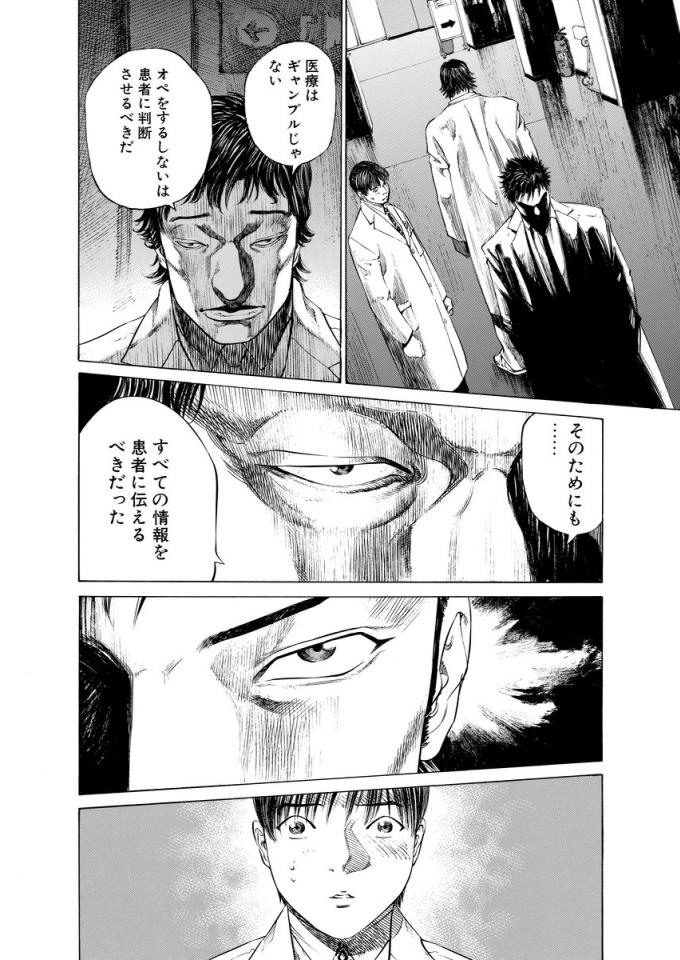 医療は
ギャンブルじゃ
ない
オペをするしないは
患者に判断
させるべきだ
そのためにも
……
すべての情報を
患者に伝える
べきだった